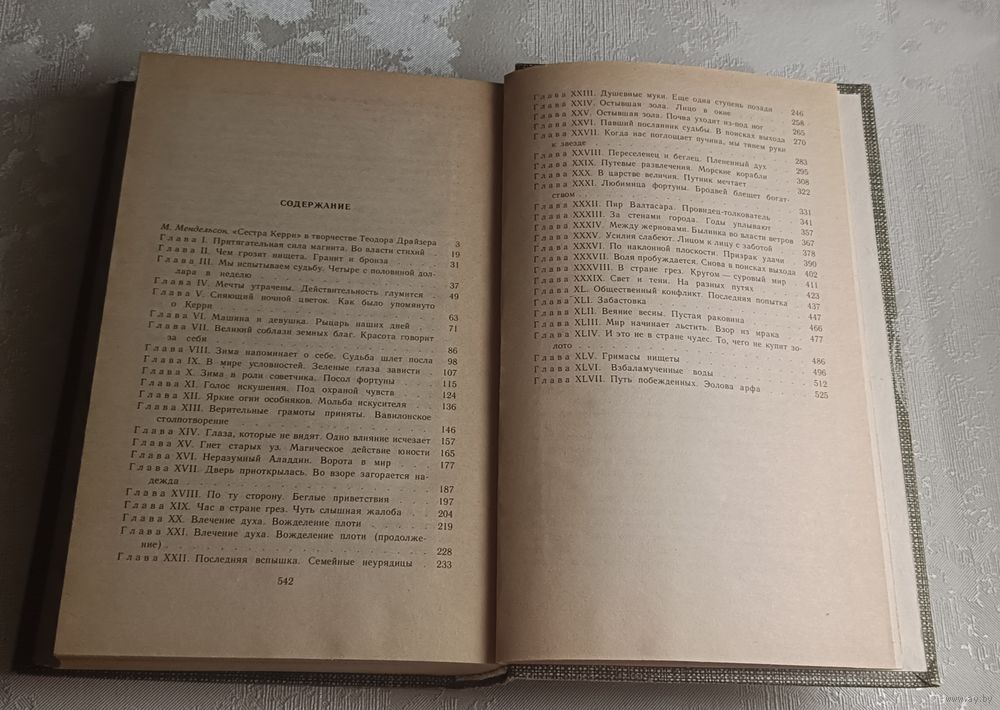 СОДЕРЖАНИЕ
М. Мендельсон. «Сестра Керри» в творчестве Теодора Драйзера 3
Глава I. Притягательная сила магнита. Во власти стихий . 19
Глава II. Чем грозит нищета. Гранит и бронза . . 31
Глава III. Мы испытываем судьбу. Четыре с половиной дол-
лара в неделю . . . . . . . . 37
Глава IV. Мечты утрачены. Действительность глумится . 49
Глава V. Сияющий ночной цветок. Как было упомянуто
о Керри . . . . . . . . 63
Глава VI. Машина и девушка. Рыцарь наших дней . . 71
Глава VII. Великий соблазн земных благ. Красота говорит
за себя . . . . . . . . 86
Глава VIII. Зима напоминает о себе. Судьба шлет посла 98
Глава IX. В мире условностей. Зеленые глаза зависти . 107
Глава X. Зима в роли советчика. Посол фортуны . . 115
Глава XI. Голос искушения. Под охраной чувств . . 124
Глава XII. Яркие огни особняков. Мольба искусителя . 136
Глава XIII. Верительные грамоты приняты. Вавилонское
столпотворение . . . . . . . . 146
Глава XIV. Глаза, которые не видят. Одно влияние исчезает 157
Глава XV. Гнет старых уз. Магическое действие юности 165
Глава XVI. Неразумный Аладдин. Ворота в мир . . 177
Глава XVII. Дверь приоткрылась. Во взоре загорается на-
дежда . . . . . . . . 187
Глава XVIII. По ту сторону. Беглые приветствия . . 197
Глава XIX. Час в стране грез. Чуть слышная жалоба . 204
Глава XX. Влечение духа. Вожделение плоти . . . . 219
Глава XXI. Влечение духа. Вожделение плоти (продолже-
ние) . . . . . . . . 228
Глава XXII. Последняя вспышка. Семейные неурядицы . 233
542
Глава XXIII. Душевные муки. Еще одна ступень позади 246
Глава XXIV. Остывшая зола. Лицо в окне . . 258
Глава XXV. Остывшая зола. Почва уходит из-под ног . 265
Глава XXVI. Павший посланник судьбы. В поисках выхода 270
Глава XXVII. Когда нас поглощает пучина, мы тянем руки
к звезде . . . . . . . . 283
Глава XXVIII. Переселенец и беглец. Плененный дух . 295
Глава XXIX. Путевые развлечения. Морские корабли . 308
Глава XXX. В царстве величия. Путник мечтает . . 322
Глава XXXI. Любимица фортуны. Бродвей блещет богат-
ством . . . . . . . . 331
Глава XXXII. Пир Валтасара. Провидец-толкователь . 341
Глава XXXIII. За стенами города. Годы уплывают . 357
Глава XXXIV. Между жерновами. Былинка во власти ветров 367
Глава XXXV. Усилия слабеют. Лицом к лицу с заботой 378
Глава XXXVI. По наклонной плоскости. Призрак удачи 390
Глава XXXVII. Воля пробуждается. Снова в поисках выхода 402
Глава XXXVIII. В стране грез. Кругом — суровый мир 411
Глава XXXIX. Свет и тени. На разных путях . . 423
Глава XL. Общественный конфликт. Последняя попытка . 437
Глава XLI. Забастовка . . . . 447
Глава XLII. Веяние весны. Пустая раковина . . 466
Глава XLIII. Мир начинает льстить. Взор из мрака . 477
Глава XLIV. И это не в стране чудес. То, чего не купит зо-
лото . . . . . . . . 486
Глава XLV. Гримасы нищеты . . . . 496
Глава XLVI. Взбаламученные воды . . . . 512
Глава XLVII. Путь побежденных. Эолова арфа . . 525
www.ay.by